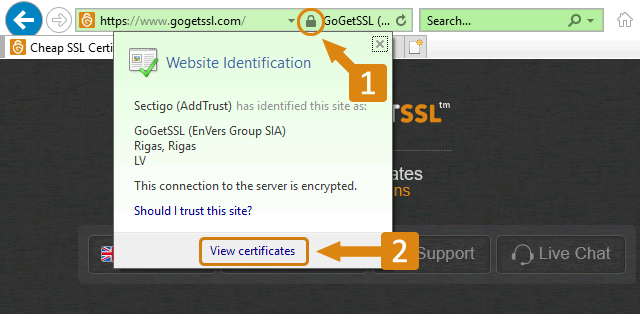 https://www.gogetssl.com/
GoGetSSL (...
Search...
Cheap SSL Certi
Website Identification
1
Sectigo (AddTrust) has identified this site as:
GoGetSSL (EnVers Group SIA)
Rigas, Rigas
LV
This connection to the server is encrypted.
Should I trust this site?
View certificates
2
SSL™
ates
ns
Support
Live Chat